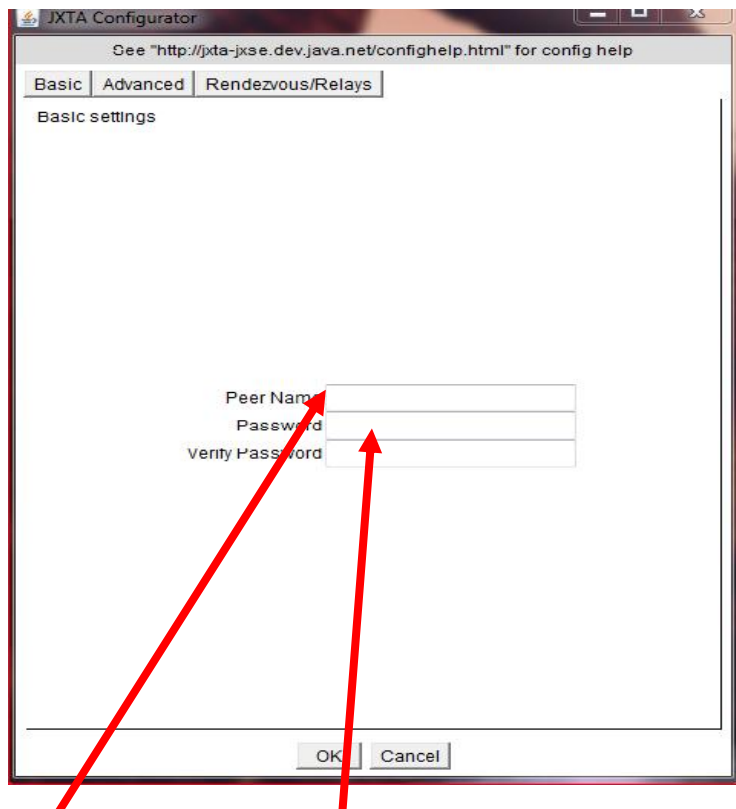 JXTA Configurator
See "http://jxta-jxse.dev.java.net/confighelp.html" for config help
Basic Advanced Rendezvous/Relays
Basic settings
Peer Name
Password
Verify Password
OK Cancel